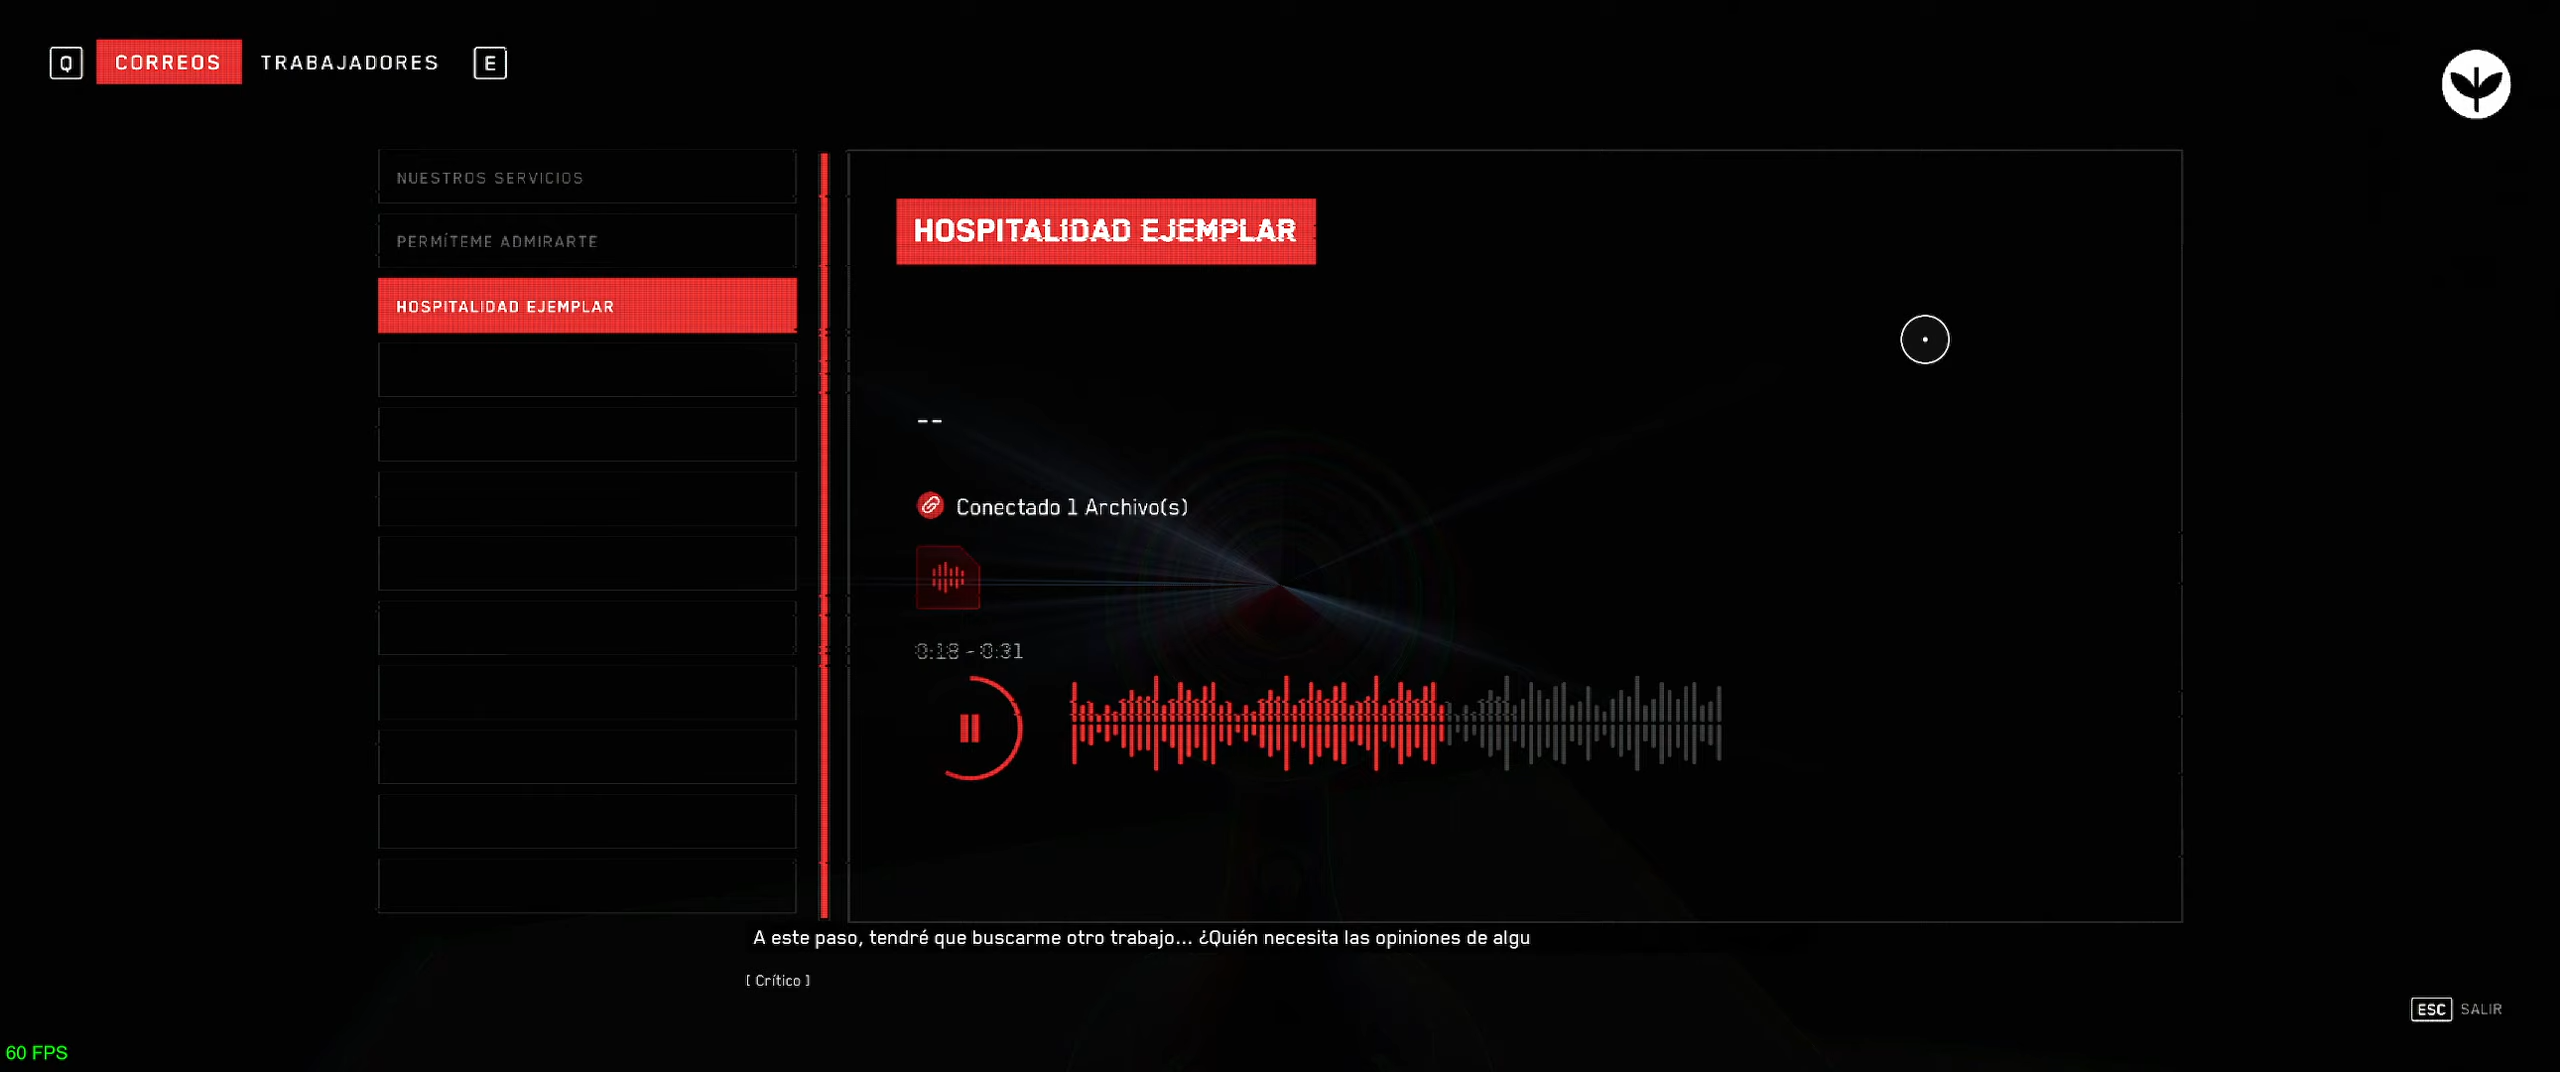 Q CORREOS TRABAJADORES E
NUESTROS SERVICIOS
PERMÍTEME ADMIRARTE
HOSPITALIDAD EJEMPLAR
HOSPITALIDAD EJEMPLAR
--
Conectado 1 Archivo(s)
0:18 - 0:31
A este paso, tendré que buscarme otro trabajo... ¿Quién necesita las opiniones de algu
[ Crítico ]
ESC SALIR
60 FPS